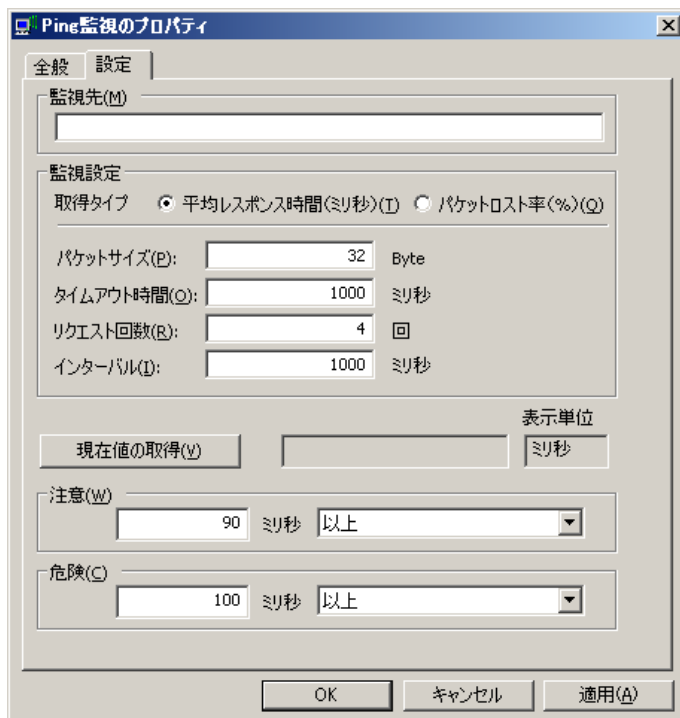 Ping監視のプロパティ
全般 設定
監視先(M)
監視設定
取得タイプ 平均レスポンス時間(ミリ秒)(T) パケットロスト率(%)(Q)
パケットサイズ(P): 32 Byte
タイムアウト時間(O): 1000 ミリ秒
リクエスト回数(R): 4 回
インターバル(I): 1000 ミリ秒
表示単位
現在値の取得(V) ミリ秒
注意(W)
90 ミリ秒 以上
危険(C)
100 ミリ秒 以上
OK キャンセル 適用(A)